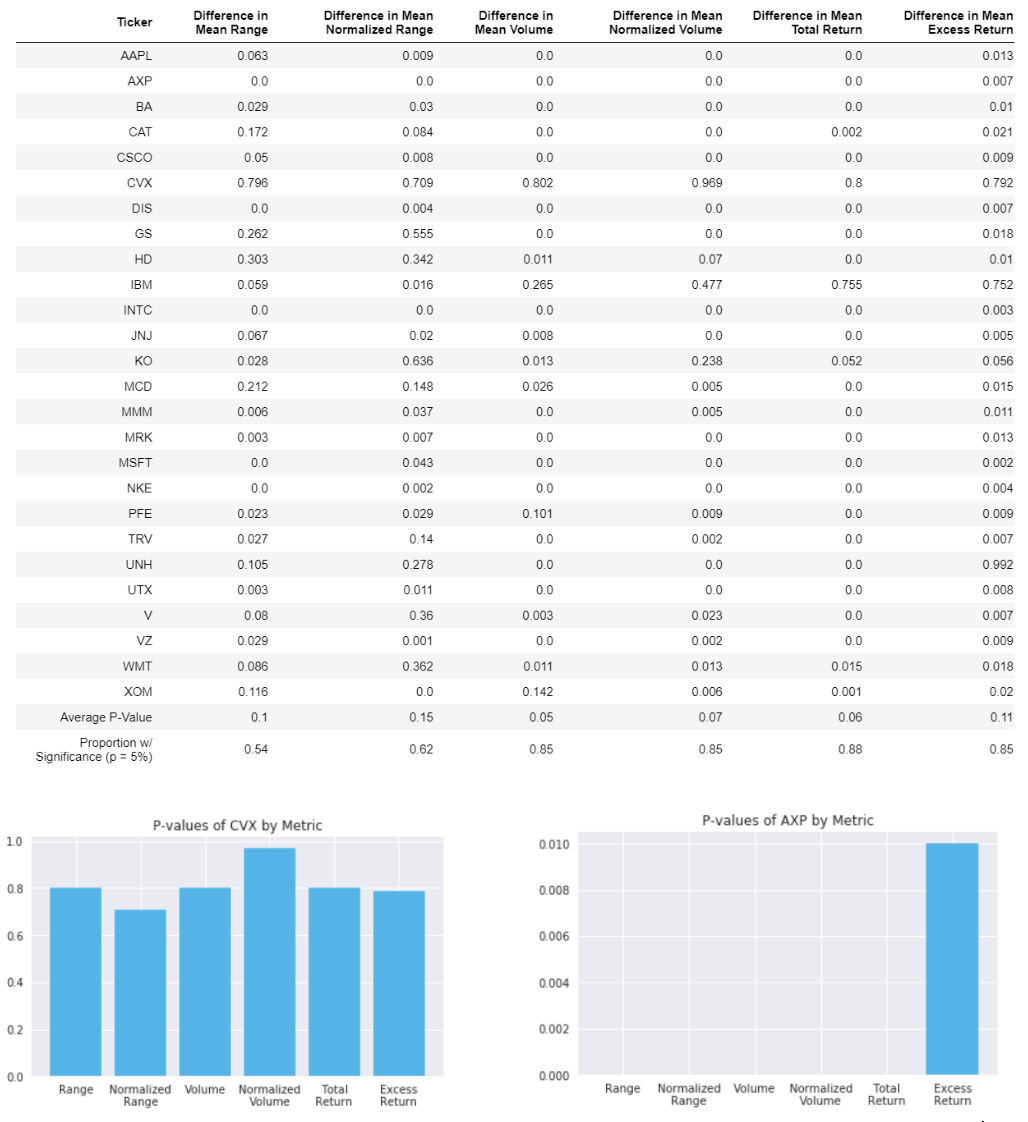 Ticker Difference in Mean Range Difference in Mean Normalized Range Difference in Mean Volume Difference in Mean Normalized Volume Difference in Mean Total Return Difference in Mean Excess Return
AAPL 0.063 0.009 0.0 0.0 0.0 0.013
AXP 0.0 0.0 0.0 0.0 0.0 0.007
BA 0.029 0.03 0.0 0.0 0.0 0.01
CAT 0.172 0.084 0.0 0.0 0.002 0.021
CSCO 0.05 0.008 0.0 0.0 0.0 0.009
CVX 0.796 0.709 0.802 0.969 0.8 0.792
DIS 0.0 0.004 0.0 0.0 0.0 0.007
GS 0.262 0.555 0.0 0.0 0.0 0.018
HD 0.303 0.342 0.011 0.07 0.0 0.01
IBM 0.059 0.016 0.265 0.477 0.755 0.752
INTC 0.0 0.0 0.0 0.0 0.0 0.003
JNJ 0.067 0.02 0.008 0.0 0.0 0.005
KO 0.028 0.636 0.013 0.238 0.052 0.056
MCD 0.212 0.148 0.026 0.005 0.0 0.015
MMM 0.006 0.037 0.0 0.005 0.0 0.011
MRK 0.003 0.007 0.0 0.0 0.0 0.013
MSFT 0.0 0.043 0.0 0.0 0.0 0.002
NKE 0.0 0.002 0.0 0.0 0.0 0.004
PFE 0.023 0.029 0.101 0.009 0.0 0.009
TRV 0.027 0.14 0.0 0.002 0.0 0.007
UNH 0.105 0.278 0.0 0.0 0.0 0.992
UTX 0.003 0.011 0.0 0.0 0.0 0.008
V 0.08 0.36 0.003 0.023 0.0 0.007
VZ 0.029 0.001 0.0 0.002 0.0 0.009
WMT 0.086 0.362 0.011 0.013 0.015 0.018
XOM 0.116 0.0 0.142 0.006 0.001 0.02
Average P-Value 0.1 0.15 0.05 0.07 0.06 0.11
Proportion w/ Significance (p = 5%) 0.54 0.62 0.85 0.85 0.88 0.85
P-values of CVX by Metric
1.0
0.8
0.6
0.4
0.2
0.0
Range Normalized Range Volume Normalized Volume Total Return Excess Return
P-values of AXP by Metric
0.010
0.008
0.006
0.004
0.002
0.000
Range Normalized Range Volume Normalized Volume Total Return Excess Return